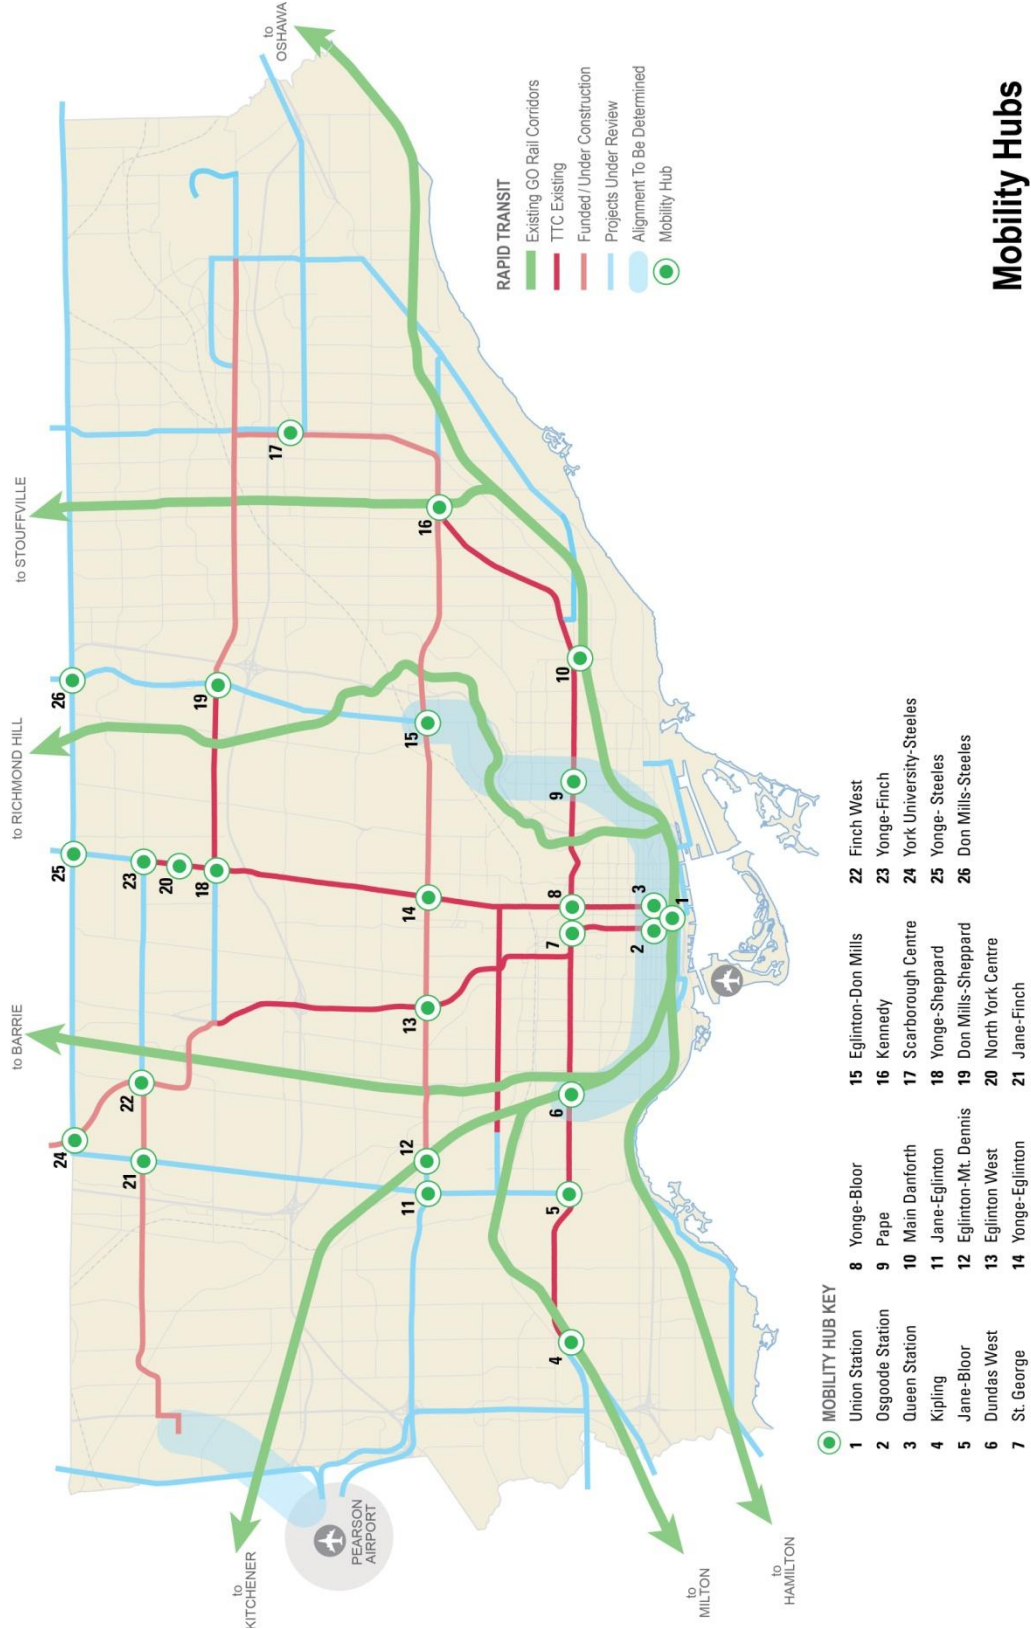 to
OSHAWA
to STOUFFVILLE
to RICHMOND HILL
to BARRIE
to
KITCHENER
PEARSON
AIRPORT
to
MILTON
to
HAMILTON
24
25
26
21
22
23
20
18
19
17
11
12
13
14
15
16
4
5
6
7
8
9
10
2
3
1
RAPID TRANSIT
Existing GO Rail Corridors
TTC Existing
Funded / Under Construction
Projects Under Review
Alignment To Be Determined
Mobility Hub
MOBILITY HUB KEY
1 Union Station
2 Osgoode Station
3 Queen Station
4 Kipling
5 Jane-Bloor
6 Dundas West
7 St. George
8 Yonge-Bloor
9 Pape
10 Main Danforth
11 Jane-Eglinton
12 Eglinton-Mt. Dennis
13 Eglinton West
14 Yonge-Eglinton
15 Eglinton-Don Mills
16 Kennedy
17 Scarborough Centre
18 Yonge-Sheppard
19 Don Mills-Sheppard
20 North York Centre
21 Jane-Finch
22 Finch West
23 Yonge-Finch
24 York University-Steeles
25 Yonge- Steeles
26 Don Mills-Steeles
Mobility Hubs